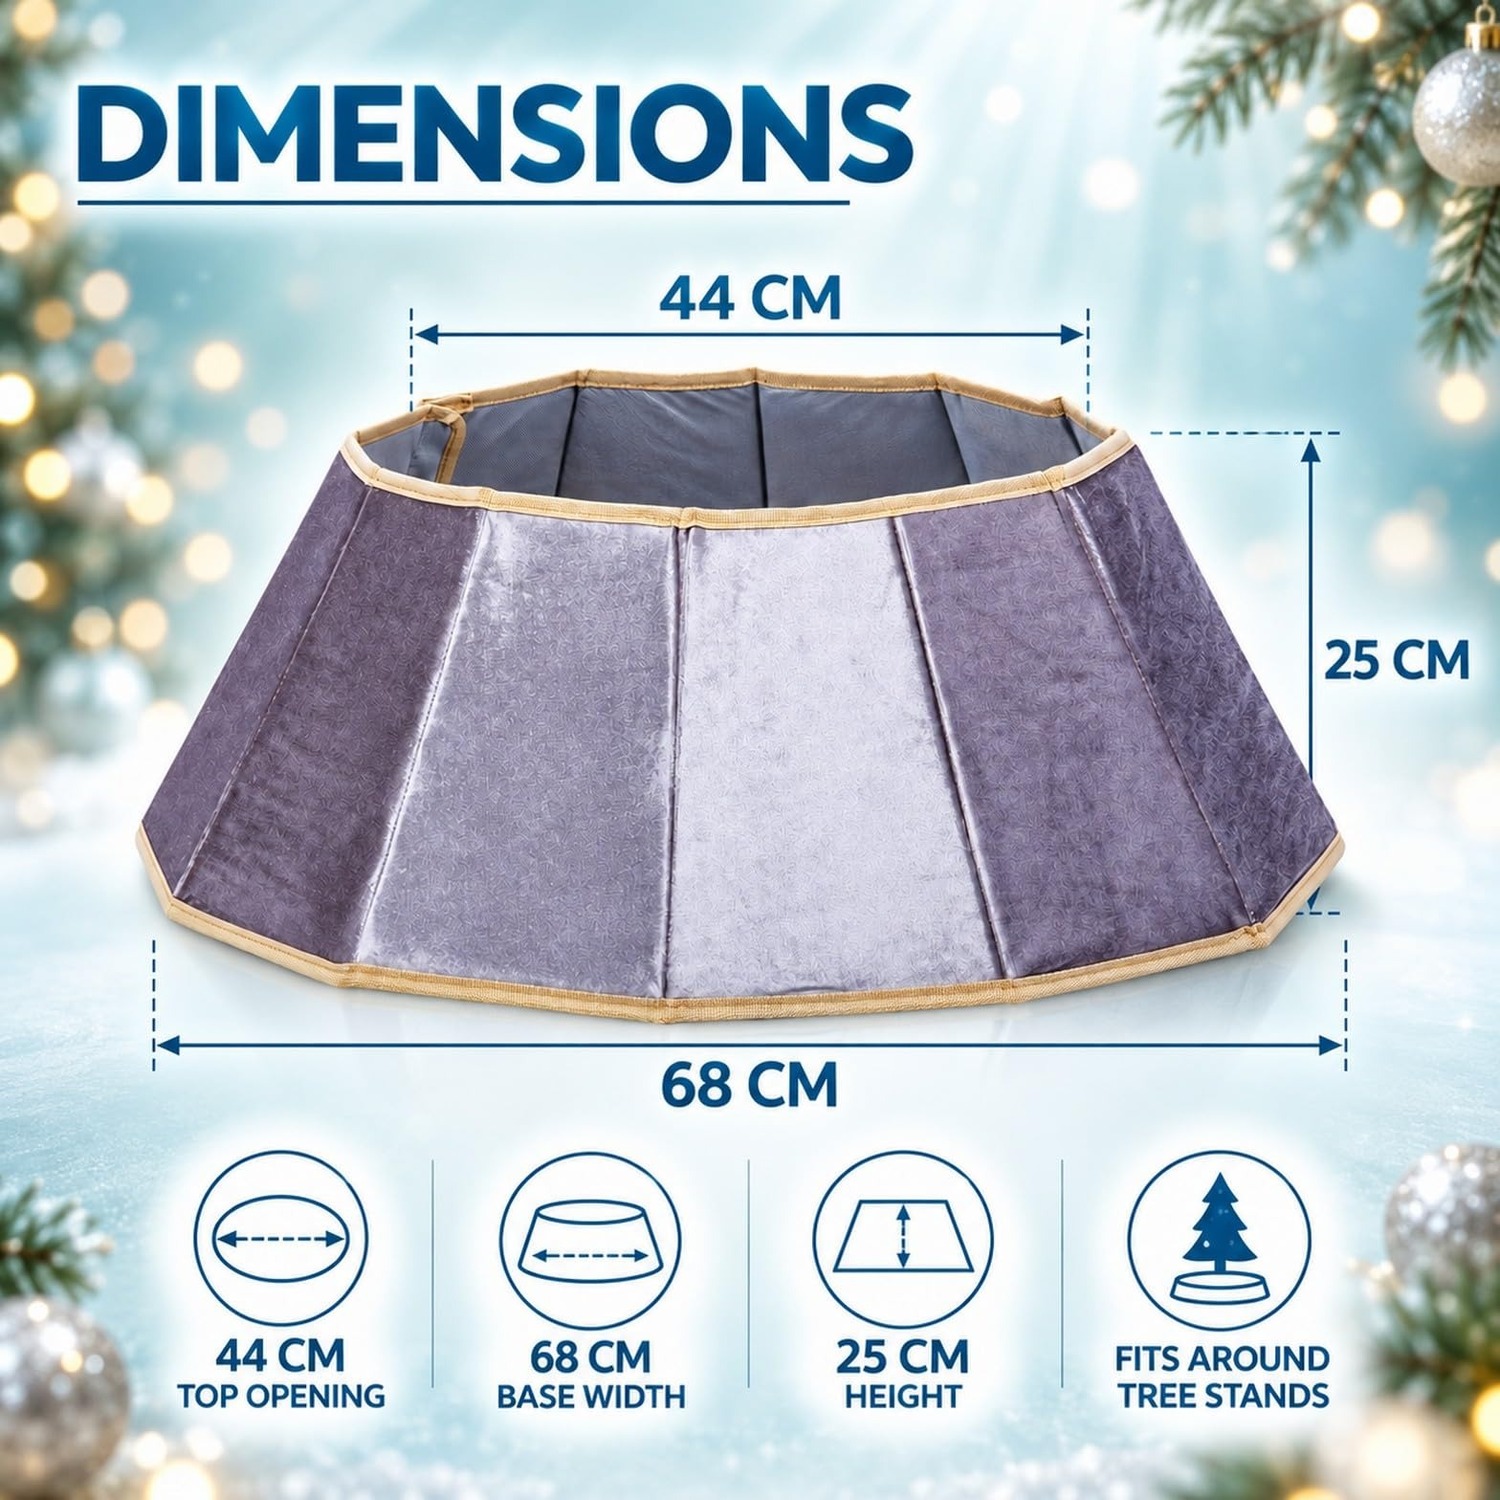 DIMENSIONS
44 CM
25 CM
68 CM
44 CM
TOP OPENING
68 CM
BASE WIDTH
25 CM
HEIGHT
FITS AROUND
TREE STANDS